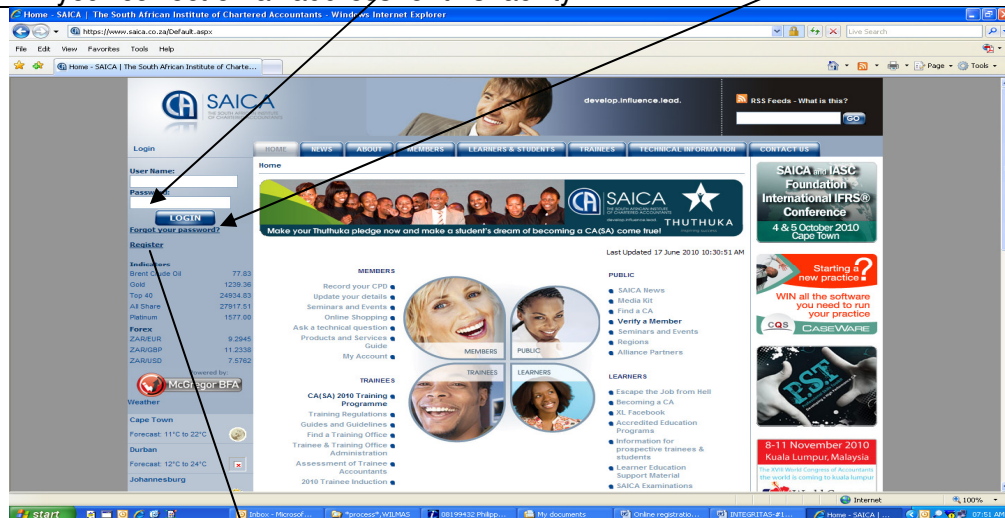 Home - SAICA | The South African Institute of Chartered Accountants - Windows Internet Explorer
https://www.saica.co.za/Default.aspx
Live Search
File Edit View Favorites Tools Help
Home - SAICA | The South African Institute of Charte...
Page Tools
SAICA
develop.influence.lead.
RSS Feeds - What is this?
GO
Login
HOME NEWS ABOUT MEMBERS LEARNERS & STUDENTS TRAINEES TECHNICAL INFORMATION CONTACT US
User Name:
Password:
LOGIN
Forgot your password?
Register
Indicators
Brent Crude Oil 77.83
Gold 1239.36
Top 40 24934.83
All Share 27917.51
Platinum 1577.00
Forex
ZAR/EUR 9.2945
ZAR/GBP 11.2338
ZAR/USD 7.5762
Powered by:
McGregor BFA
Weather
Cape Town
Forecast: 11°C to 22°C
Durban
Forecast: 12°C to 24°C
Johannesburg
Home
SAICA
THUTHUKA
Make your Thuthuka pledge now and make a student's dream of becoming a CA(SA) come true!
Last Updated 17 June 2010 10:30:51 AM
MEMBERS
Record your CPD
Update your details
Seminars and Events
Online Shopping
Ask a technical question
Products and Services
Guide
My Account
TRAINEES
CA(SA) 2010 Training
Programme
Training Regulations
Guides and Guidelines
Find a Training Office
Trainee & Training Office
Administration
Assessment of Trainee
Accountants
2010 Trainee Induction
MEMBERS
PUBLIC
TRAINEES
LEARNERS
PUBLIC
SAICA News
Media Kit
Find a CA
Verify a Member
Seminars and Events
Regions
Alliance Partners
LEARNERS
Escape the Job from Hell
Becoming a CA
XL Facebook
Accredited Education
Programs
Information for
prospective trainees &
students
Learner Education
Support Material
SAICA Examinations
SAICA and IASC
Foundation
International IFRS®
Conference
4 & 5 October 2010
Cape Town
Starting a
new practice?
WIN all the software
you need to run
your practice
CQS CASEWARE
P.S.T
8-11 November 2010
Kuala Lumpur, Malaysia
The XVIII World Congress of Accountants
the world is coming to kuala lumpur
Internet
100%
start
Inbox - Microsof...
*process*,WILMAS
08199432 Philipp...
My documents
Online registratio...
INTEGRITAS-#1...
Home - SAICA | ...
07:51 AM